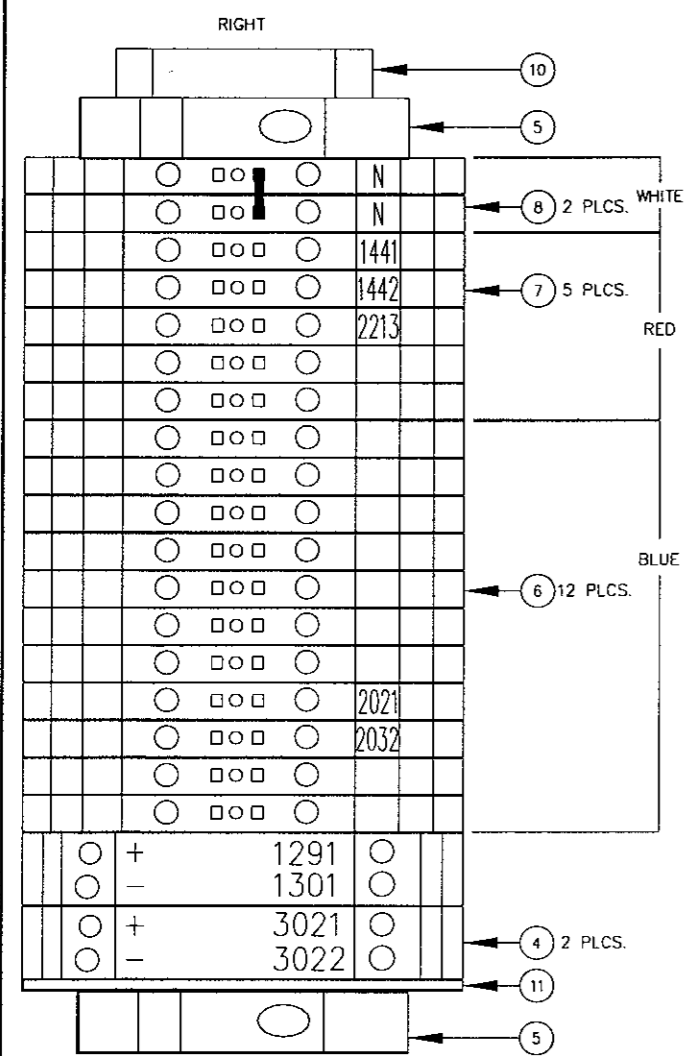 RIGHT
10
5
N
N
8 2 PLCS.
WHITE
1441
1442
7 5 PLCS.
2213
RED
BLUE
6 12 PLCS.
2021
2032
+ 1291
- 1301
+ 3021
- 3022
4 2 PLCS.
11
5